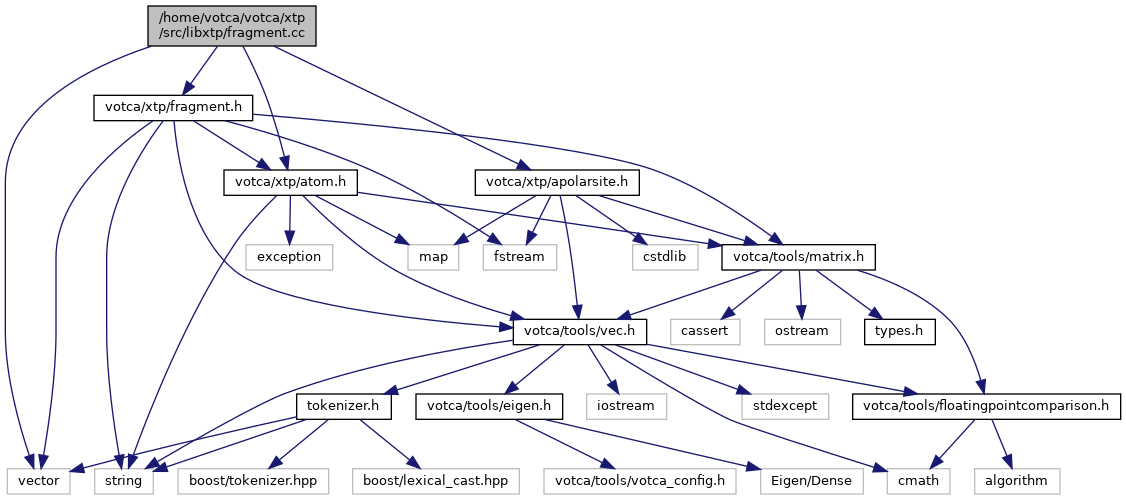 /home/votca/votca/xtp
/src/libxtp/fragment.cc
votca/xtp/fragment.h
votca/xtp/atom.h
votca/xtp/apolarsite.h
exception
map
fstream
cstdlib
votca/tools/matrix.h
votca/tools/vec.h
cassert
ostream
types.h
tokenizer.h
votca/tools/eigen.h
iostream
stdexcept
votca/tools/floatingpointcomparison.h
vector
string
boost/tokenizer.hpp
boost/lexical_cast.hpp
votca/tools/votca_config.h
Eigen/Dense
cmath
algorithm